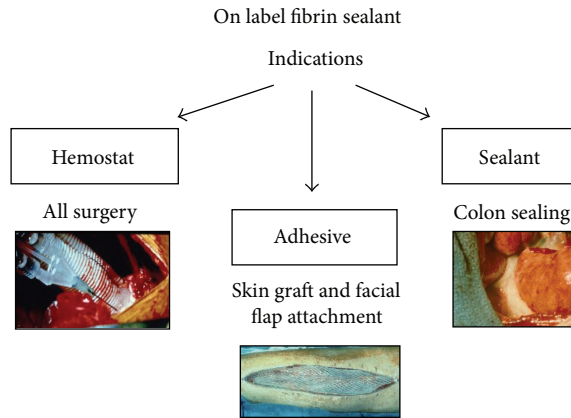 On label fibrin sealant
Indications
Hemostat
All surgery
Adhesive
Skin graft and facial
flap attachment
Sealant
Colon sealing